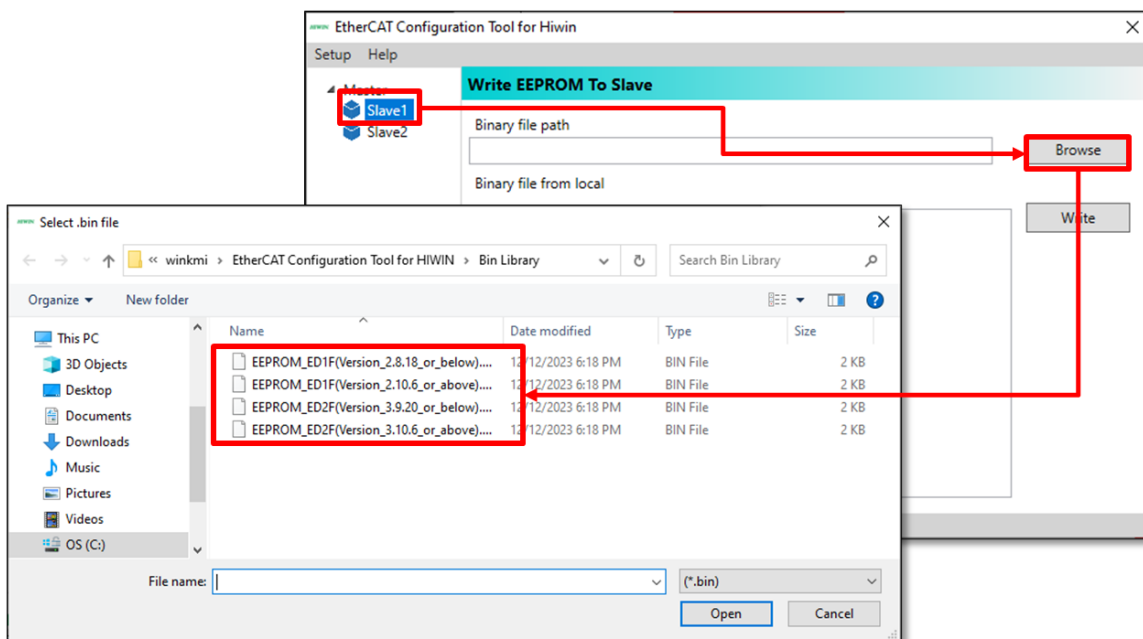 HIWIN EtherCAT Configuration Tool for Hiwin
Setup Help
Master
Slave1
Slave2
Write EEPROM To Slave
Binary file path
Browse
Binary file from local
Write
HIWIN Select .bin file
« winkmi > EtherCAT Configuration Tool for HIWIN > Bin Library
Search Bin Library
Organize New folder
?
This PC
3D Objects
Desktop
Documents
Downloads
Music
Pictures
Videos
OS (C:)
Name Date modified Type Size
EEPROM_ED1F(Version_2.8.18_or_below).... 12/12/2023 6:18 PM BIN File 2 KB
EEPROM_ED1F(Version_2.10.6_or_above).... 12/12/2023 6:18 PM BIN File 2 KB
EEPROM_ED2F(Version_3.9.20_or_below).... 12/12/2023 6:18 PM BIN File 2 KB
EEPROM_ED2F(Version_3.10.6_or_above).... 12/12/2023 6:18 PM BIN File 2 KB
File name:
(*.bin)
Open Cancel